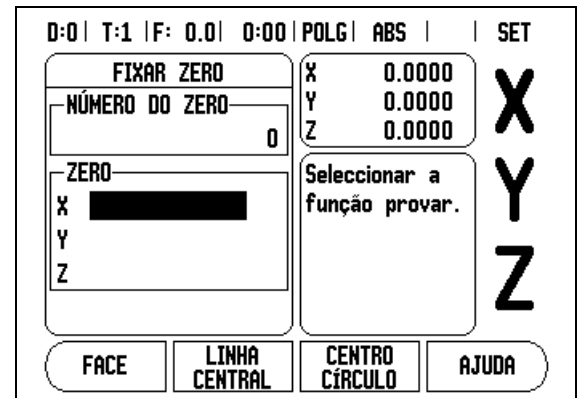 D:0 | T:1 | F: 0.0 | 0:00 | POLG | ABS | | SET
FIXAR ZERO
NÚMERO DO ZERO
0
ZERO
X
Y
Z
X 0.0000
Y 0.0000
Z 0.0000
Seleccionar a
função provar.
X
Y
Z
FACE
LINHA
CENTRAL
CENTRO
CÍRCULO
AJUDA